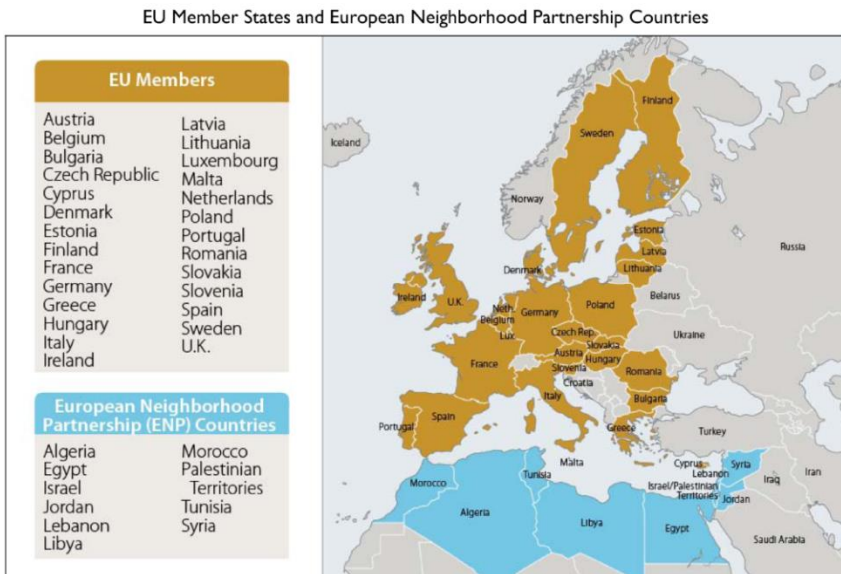 EU Member States and European Neighborhood Partnership Countries
EU Members
Austria
Belgium
Bulgaria
Czech Republic
Cyprus
Denmark
Estonia
Finland
France
Germany
Greece
Hungary
Italy
Ireland
Latvia
Lithuania
Luxembourg
Malta
Netherlands
Poland
Portugal
Romania
Slovakia
Slovenia
Spain
Sweden
U.K.
European Neighborhood
Partnership (ENP) Countries
Algeria
Egypt
Israel
Jordan
Lebanon
Libya
Morocco
Palestinian
Territories
Tunisia
Syria
Iceland
Finland
Sweden
Norway
Russia
Estonia
Latvia
Denmark
Lithuania
Ireland
U.K.
Neth.
Belgium
Lux.
Germany
Poland
Belarus
Czech Rep.
Slovakia
Ukraine
France
Austria
Hungary
Slovenia
Croatia
Romania
Italy
Bulgaria
Portugal
Spain
Greece
Turkey
Malta
Cyprus
Lebanon
Syria
Israel/Palestinian
Territories
Jordan
Iraq
Iran
Morocco
Tunisia
Algeria
Libya
Egypt
Saudi Arabia